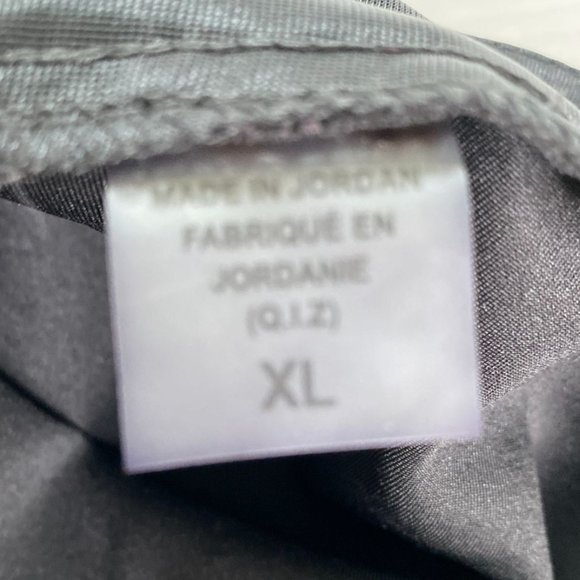 MADE IN JORDAN
FABRIQUÉ EN
JORDANIE
(Q.I.Z)
XL